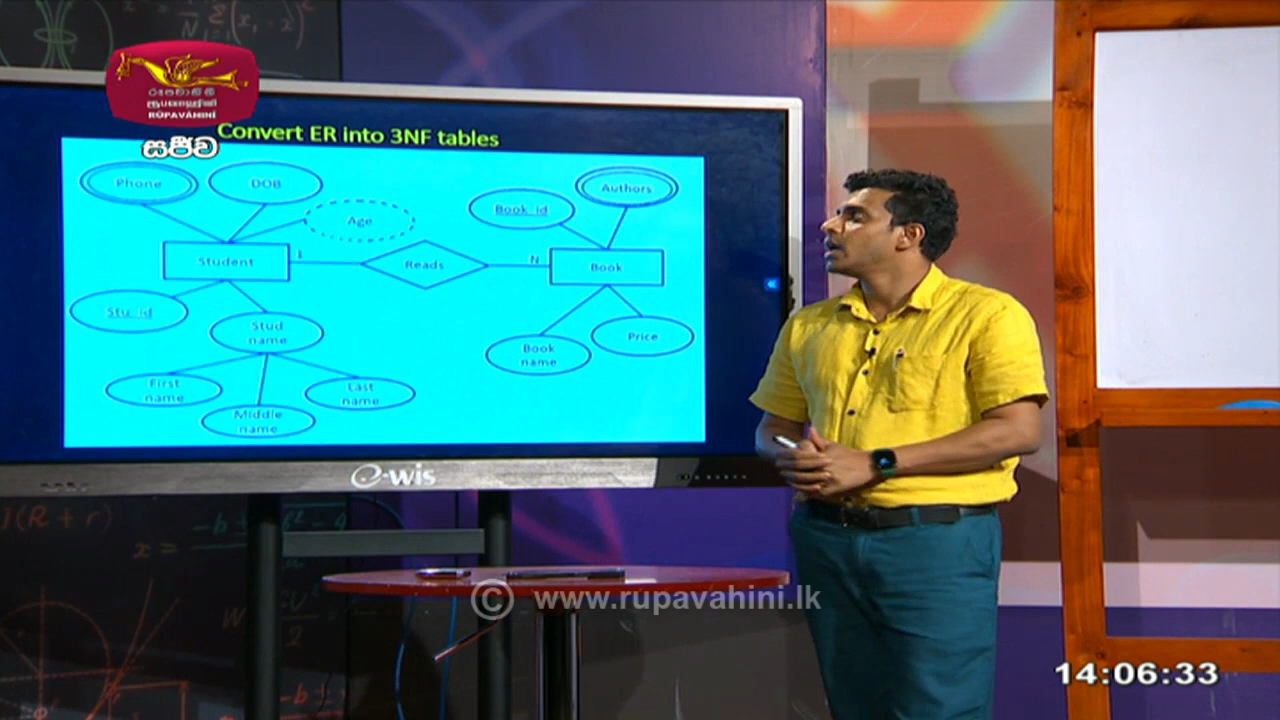 රූපවාහිනී
ரூபவாஹினி
RUPAVAHINI
සජීව
Convert ER into 3NF tables
Phone
DOB
Age
Authors
Book_id
Student
1
Reads
N
Book
Stu_id
Stud
name
Book
name
Price
First
name
Middle
name
Last
name
e-wis
I(R + r)
© www.rupavahini.lk
14:06:33